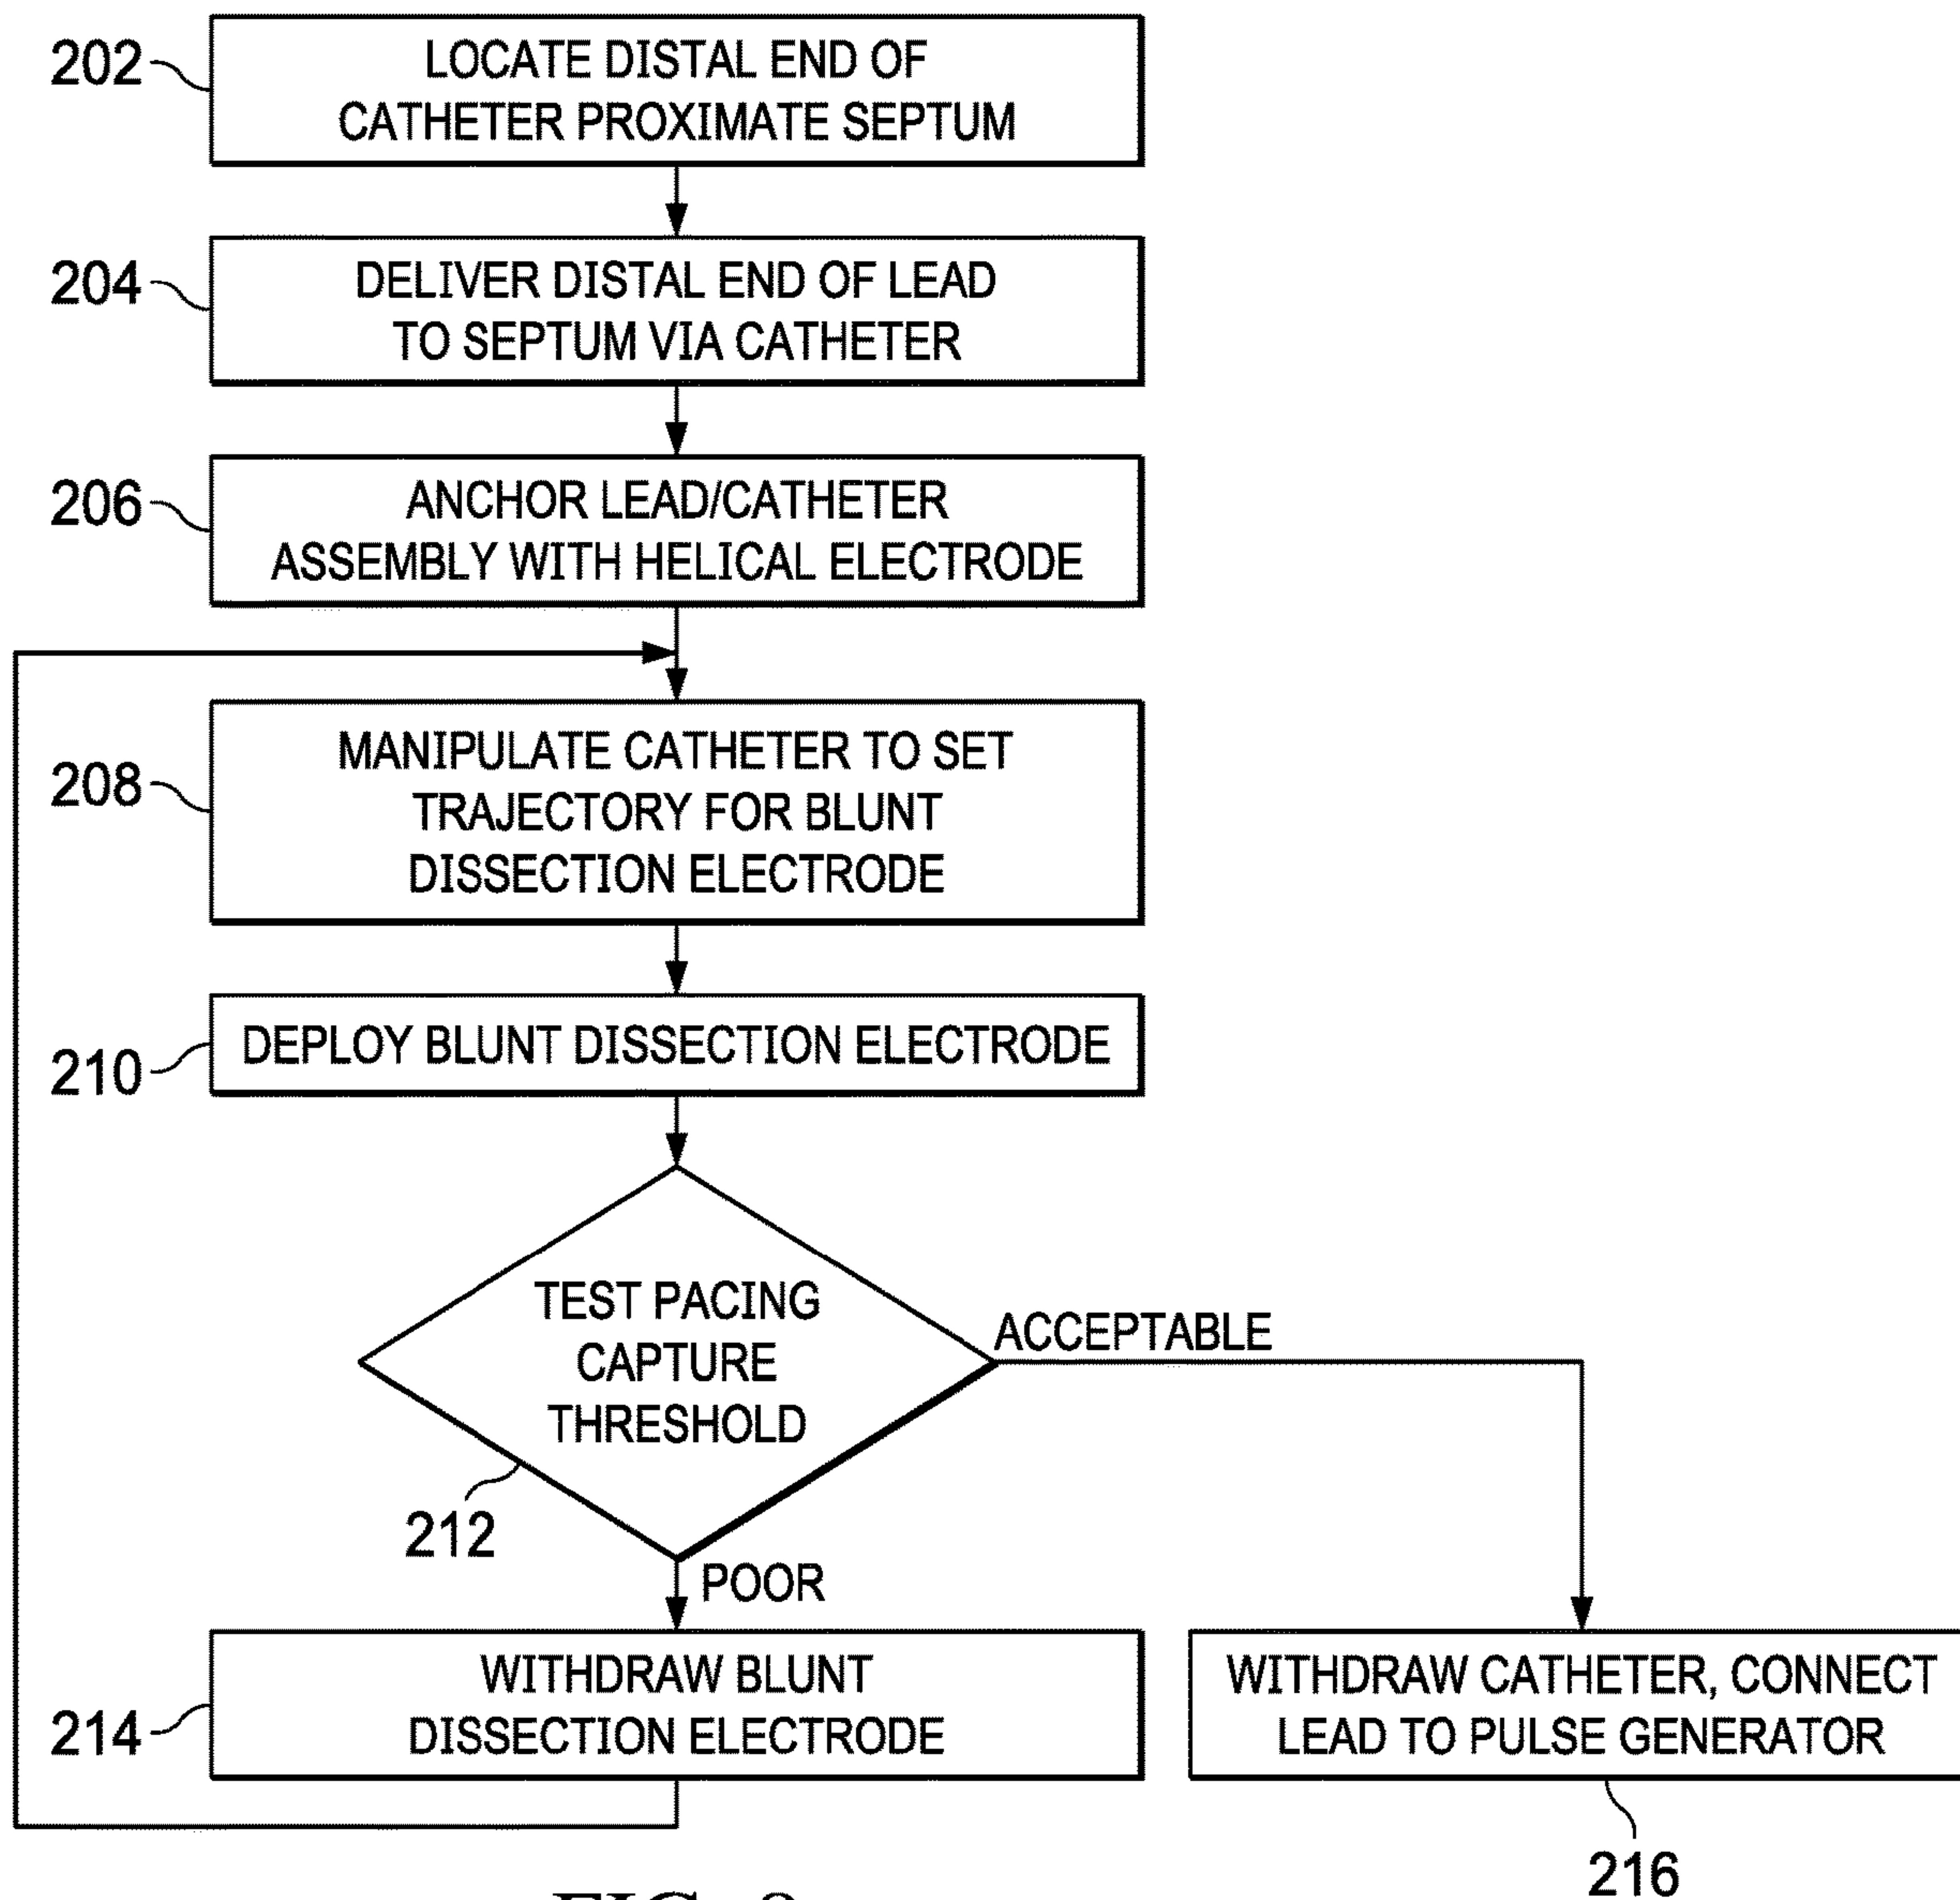 202
LOCATE DISTAL END OF
CATHETER PROXIMATE SEPTUM
204
DELIVER DISTAL END OF LEAD
TO SEPTUM VIA CATHETER
206
ANCHOR LEAD/CATHETER
ASSEMBLY WITH HELICAL ELECTRODE
208
MANIPULATE CATHETER TO SET
TRAJECTORY FOR BLUNT
DISSECTION ELECTRODE
210
DEPLOY BLUNT DISSECTION ELECTRODE
TEST PACING
CAPTURE
THRESHOLD
212
ACCEPTABLE
POOR
214
WITHDRAW BLUNT
DISSECTION ELECTRODE
WITHDRAW CATHETER, CONNECT
LEAD TO PULSE GENERATOR
216